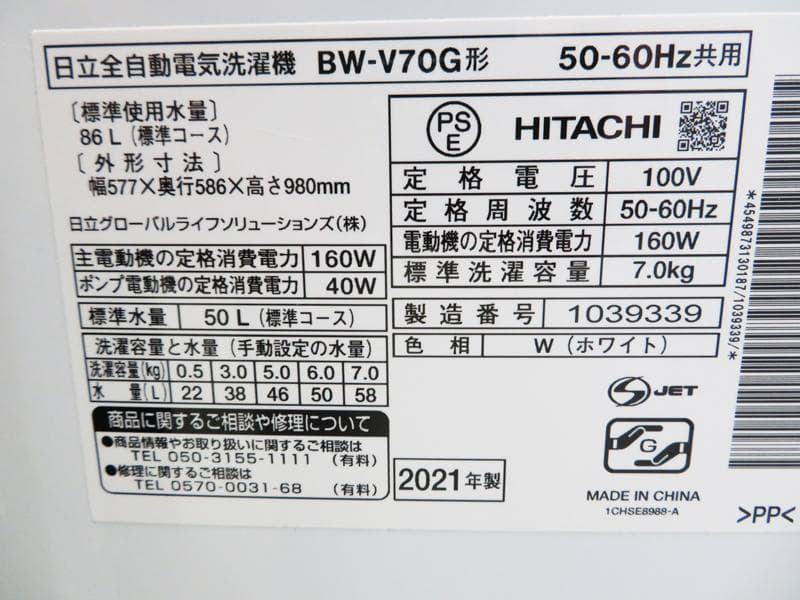 日立全自動電気洗濯機 BW-V70G形 50-60Hz共用
〔標準使用水量〕
86L（標準コース）
〔外形寸法〕
幅577×奥行586×高さ980mm
日立グローバルライフソリューションズ（株）
主電動機の定格消費電力 160W
ポンプ電動機の定格消費電力 40W
標準水量 50L（標準コース）
洗濯容量と水量（手動設定の水量）
洗濯容量(kg) 0.5 3.0 5.0 6.0 7.0
水量(L) 22 38 46 50 58
商品に関するご相談や修理について
●商品情報やお取り扱いに関するご相談は
TEL 050-3155-1111（有料）
●修理に関するご相談は
TEL 0570-0031-68（有料）
PS
E
HITACHI
定格電圧 100V
定格周波数 50-60Hz
電動機の定格消費電力 160W
標準洗濯容量 7.0kg
製造番号 1039339
色相 W（ホワイト）
S JET
G
2021年製
MADE IN CHINA
1CHSE8988-A
>PP<
*4549873130187/1039339/*